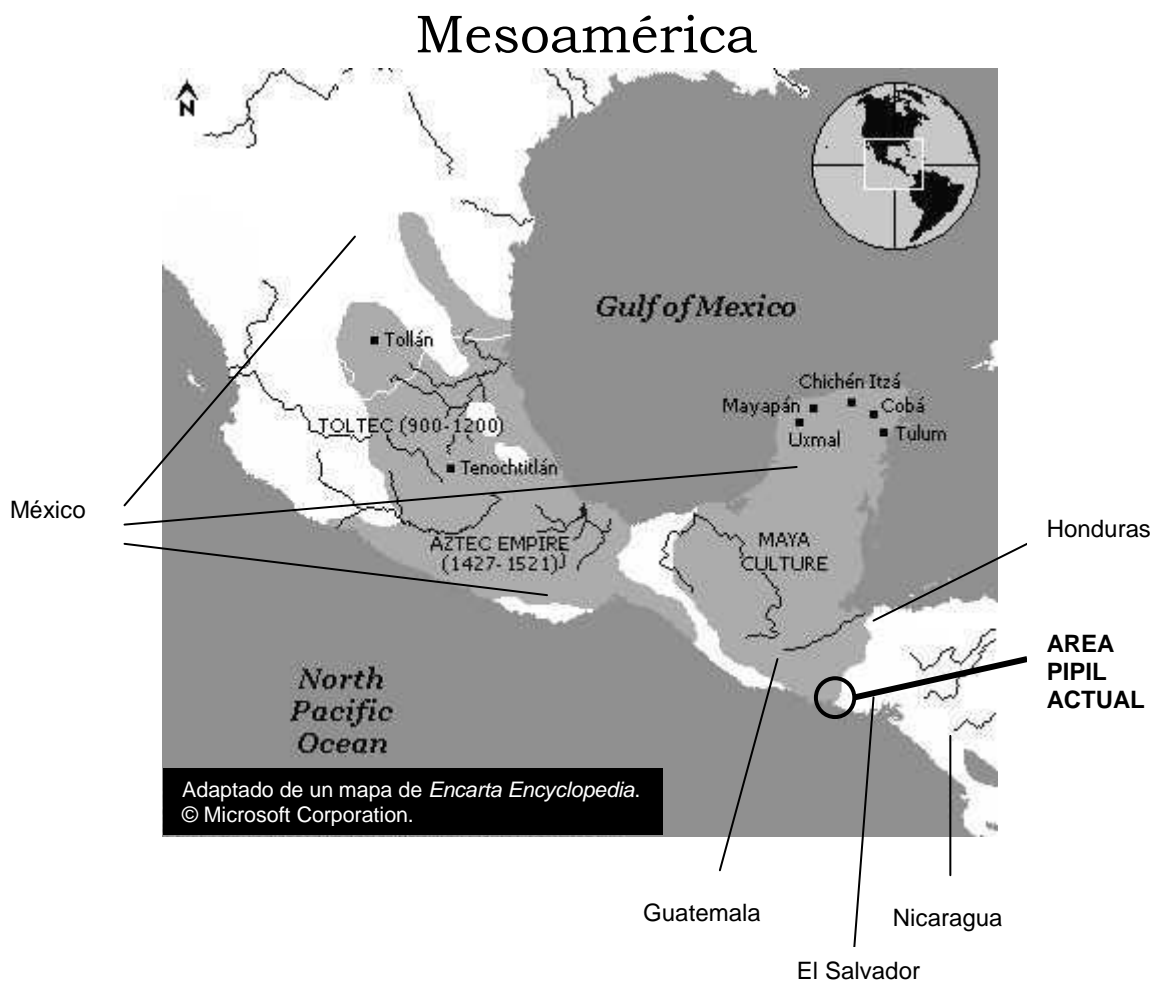 Mesoamérica
N
Gulf of Mexico
Tollán
Chichén Itzá
Mayapán
Cobá
Uxmal
Tulum
TOLTEC (900-1200)
Tenochtitlán
México
AZTEC EMPIRE
(1427-1521)
MAYA
CULTURE
Honduras
AREA
PIPIL
ACTUAL
North
Pacific
Ocean
Adaptado de un mapa de Encarta Encyclopedia.
© Microsoft Corporation.
Guatemala
Nicaragua
El Salvador